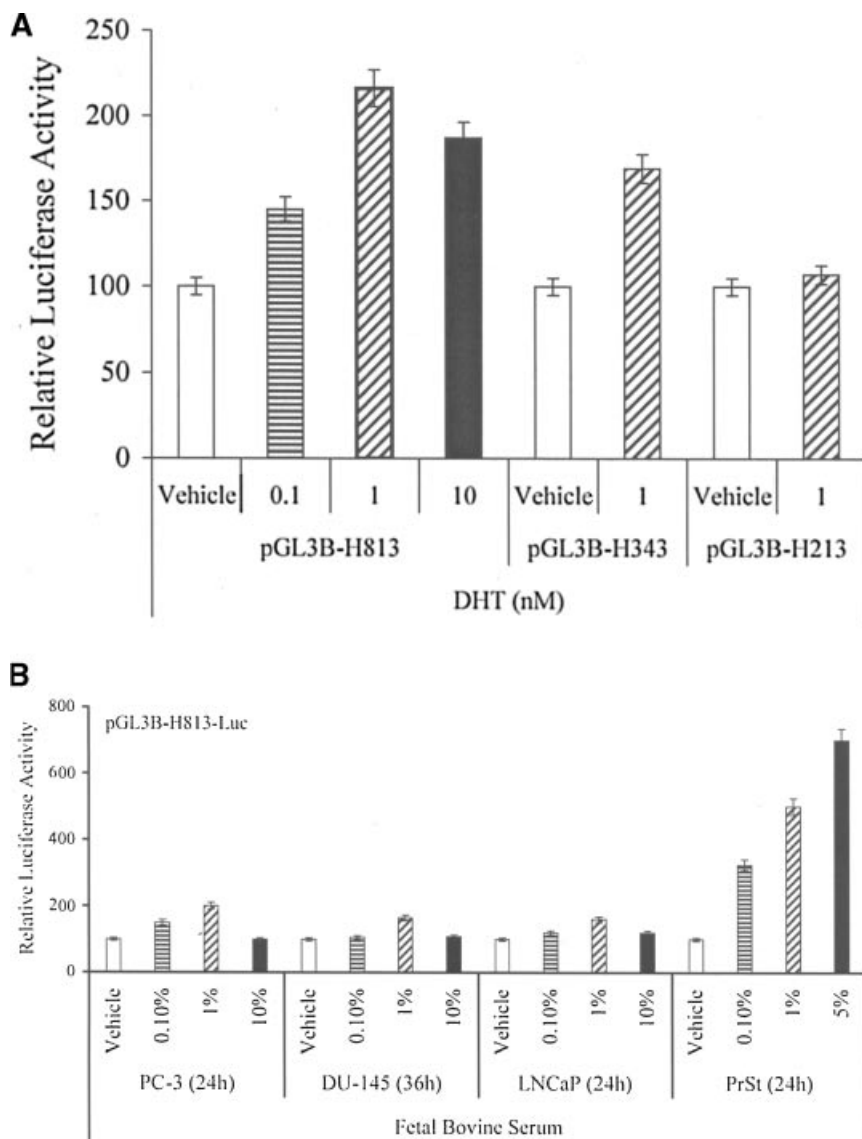 A
250
200
150
100
50
0
Relative Luciferase Activity
Vehicle 0.1 1 10 Vehicle 1 Vehicle 1
pGL3B-H813 pGL3B-H343 pGL3B-H213
DHT (nM)
B
800
600
400
200
0
Relative Luciferase Activity
pGL3B-H813-Luc
Vehicle 0.10% 1% 10% Vehicle 0.10% 1% 10% Vehicle 0.10% 1% 10% Vehicle 0.10% 1% 5%
PC-3 (24h) DU-145 (36h) LNCaP (24h) PrSt (24h)
Fetal Bovine Serum